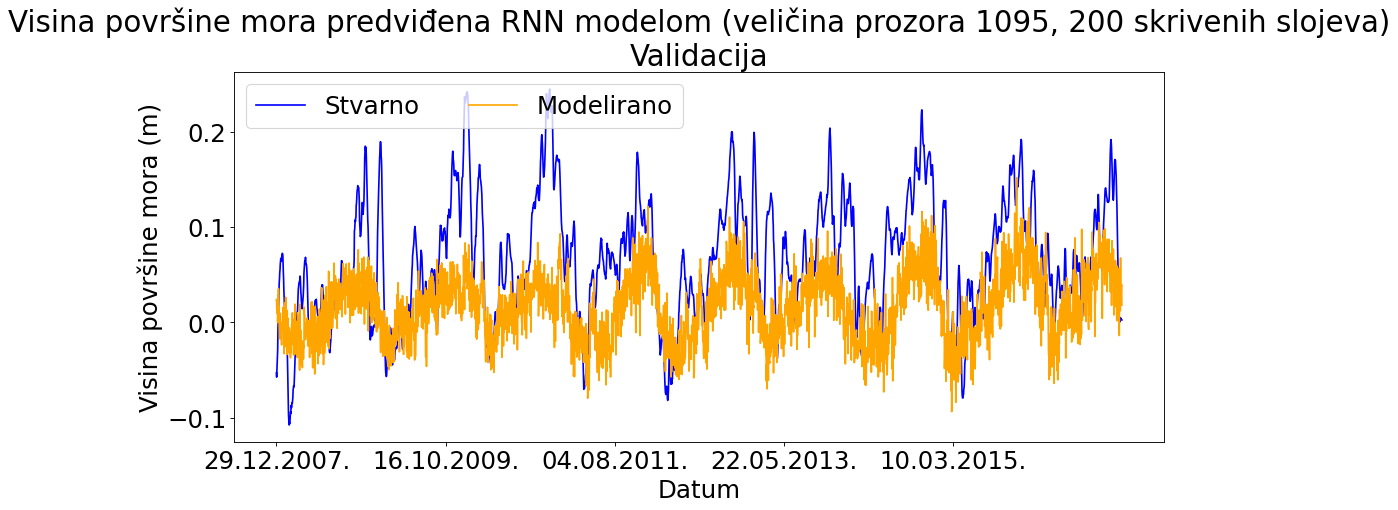 Visina površine mora predviđena RNN modelom (veličina prozora 1095, 200 skrivenih slojeva)
Validacija
Stvarno
Modelirano
Visina površine mora (m)
0.2
0.1
0.0
−0.1
29.12.2007.
16.10.2009.
04.08.2011.
22.05.2013.
10.03.2015.
Datum